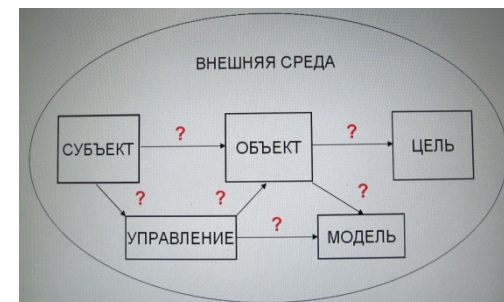 ВНЕШНЯЯ СРЕДА
? ?
СУБЪЕКТ ОБЪЕКТ ЦЕЛЬ
? ? ?
УПРАВЛЕНИЕ ? МОДЕЛЬ